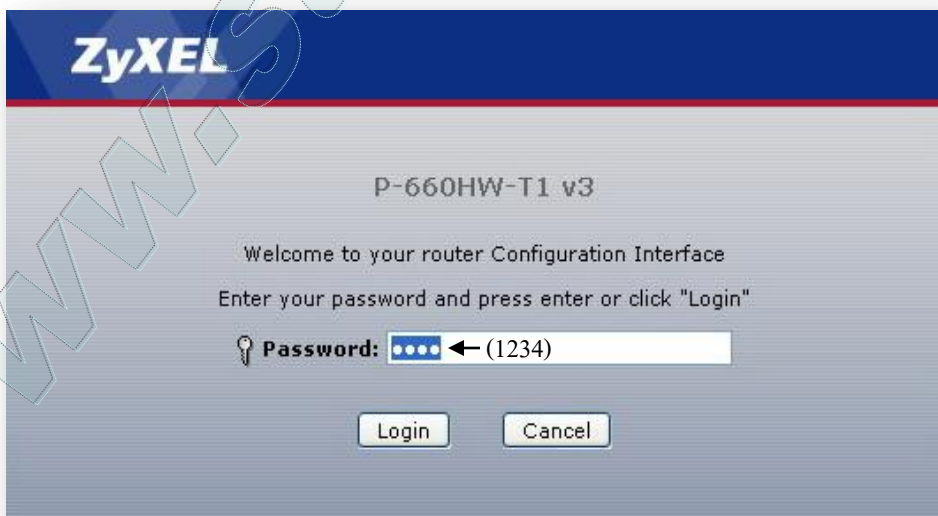 ZyXEL
P-660HW-T1 v3
Welcome to your router Configuration Interface
Enter your password and press enter or click "Login"
Password: •••• ← (1234)
Login Cancel